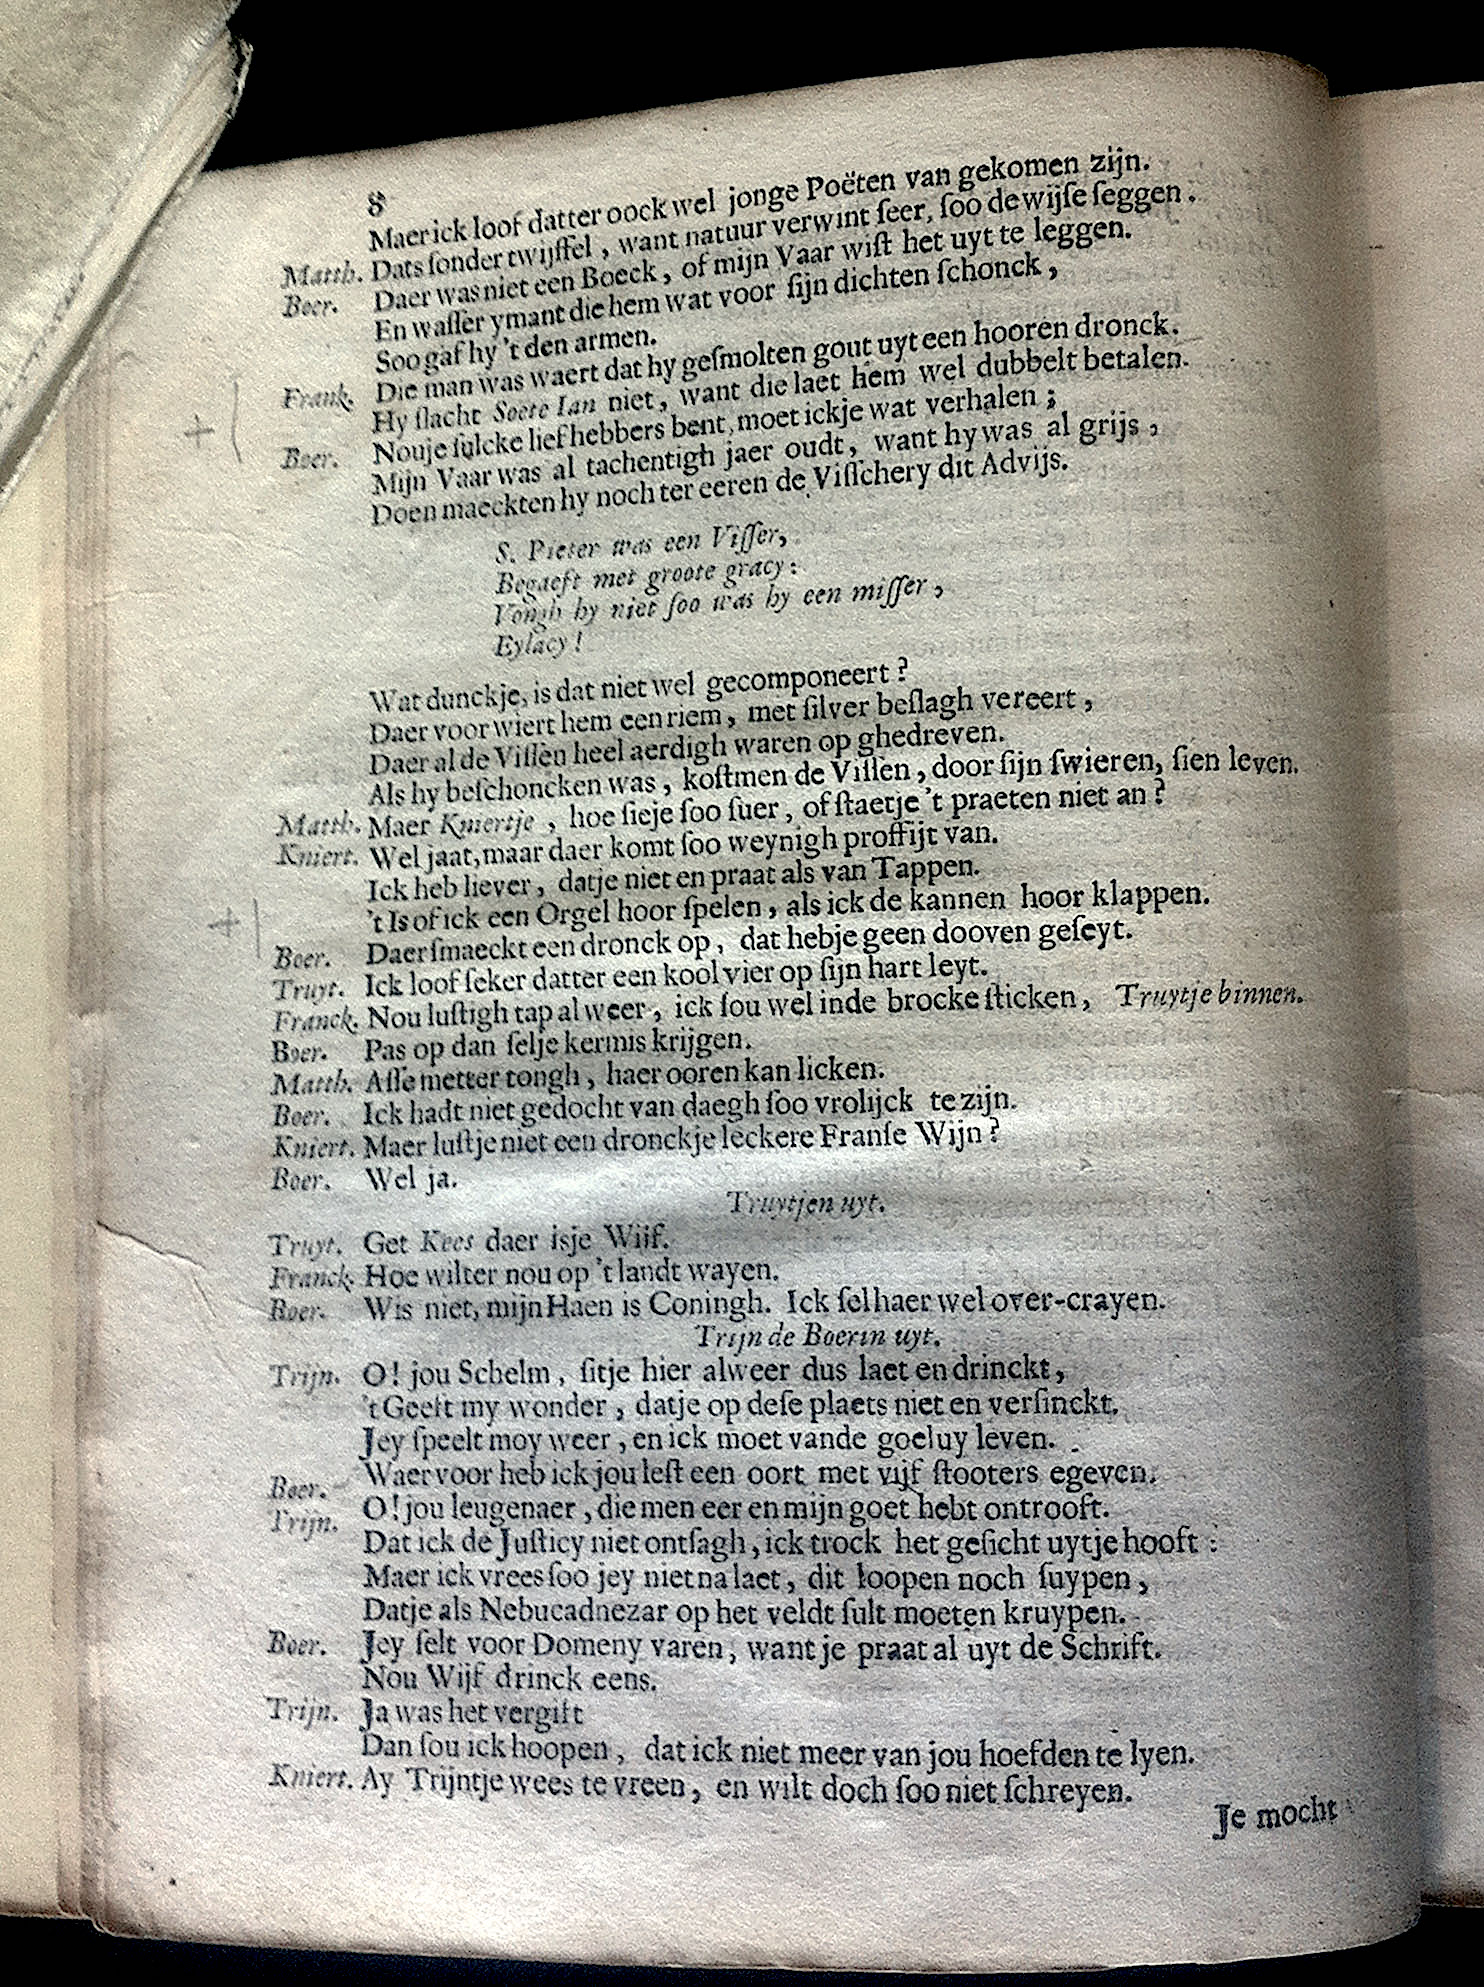 8
Maer ick loof datter oock wel jonge Poëten van gekomen zijn.
Matth. Dats ſonder twijffel, want natuur verwint ſeer, ſoo de wijſe ſeggen.
Boer. Daer was niet een Boeck, of mijn Vaar wiſt het uyt te leggen.
En waſſer ymant die hem wat voor ſijn dichten ſchonck,
Soo gaf hy 't den armen.
Frank. Die man was waert dat hy geſmolten gout uyt een hooren dronck.
Hy ſlacht Soete Ian niet, want die laet hem wel dubbelt betalen.
Boer. Nou je ſulcke lief hebbers bent, moet ickje wat verhalen;
Mijn Vaar was al tachentigh jaer oudt, want hy was al grijs,
Doen maeckten hy noch ter eeren de Viſſchery dit Advijs.
S. Pieter was een Viſſer,
Begaeft met groote gracy:
Vongh hy niet ſoo was hy een miſſer,
Eylacy!
Wat dunckje, is dat niet wel gecomponeert?
Daer voor wiert hem een riem, met ſilver beſlagh vereert,
Daer al de Viſſen heel aerdigh waren op ghedreven.
Als hy beſchoncken was, koſtmen de Viſſen, door ſijn ſwieren, ſien leven.
Matth. Maer Kniertje, hoe ſieje ſoo ſuer, of ſtaetje 't praeten niet an?
Kniert. Wel jaat, maar daer komt ſoo weynigh proffijt van.
Ick heb liever, datje niet en praat als van Tappen.
't Is of ick een Orgel hoor ſpelen, als ick de kannen hoor klappen.
Boer. Daer ſmaeckt een dronck op, dat hebje geen dooven geſeyt.
Truyt. Ick loof ſeker datter een kool vier op ſijn hart leyt.
Franck. Nou luſtigh tap al weer, ick ſou wel inde brocke ſticken, Truytje binnen.
Boer. Pas op dan ſelje kermis krijgen.
Matth. Aſſe metter tongh, haer ooren kan licken.
Boer. Ick hadt niet gedocht van daegh ſoo vrolijck te zijn.
Kniert. Maer luſtje niet een dronckje leckere Franſe Wijn?
Boer. Wel ja.
Truytjen uyt.
Truyt. Get Kees daer isje Wijf.
Franck. Hoe wilter nou op 't landt wayen.
Boer. Wis niet, mijn Haen is Coningh. Ick ſel haer wel over-crayen.
Trijn de Boerin uyt.
Trijn. O! jou Schelm, ſitje hier alweer dus laet en drinckt,
't Geeft my wonder, datje op deſe plaets niet en verſinckt.
Jey ſpeelt moy weer, en ick moet vande goeluy leven.
Boer. Waer voor heb ick jou leſt een oort met vijf ſtooters egeven.
Trijn. O! jou leugenaer, die men eer en mijn goet hebt ontrooft.
Dat ick de Juſticy niet ontſagh, ick trock het geſicht uytje hooft:
Maer ick vrees ſoo jey niet na laet, dit loopen noch ſuypen,
Datje als Nebucadnezar op het veldt ſult moeten kruypen.
Boer. Jey ſelt voor Domeny varen, want je praat al uyt de Schrift.
Nou Wijf drinck eens.
Trijn. Ja was het vergift
Dan ſou ick hoopen, dat ick niet meer van jou hoefden te lyen.
Kniert. Ay Trijntje wees te vreen, en wilt doch ſoo niet ſchreyen.
Je mocht